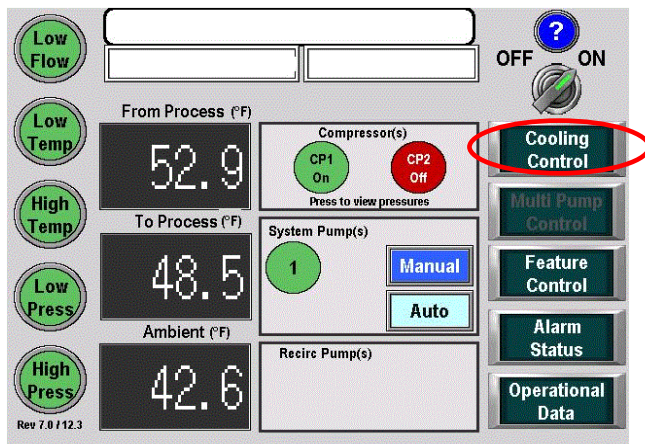 Low
Flow
?
OFF
ON
Low
Temp
High
Temp
Low
Press
High
Press
Rev 7.0 / 12.3
From Process (°F)
52.9
To Process (°F)
48.5
Ambient (°F)
42.6
Compressor(s)
CP1
On
CP2
Off
Press to view pressures
System Pump(s)
1
Manual
Auto
Recirc Pump(s)
Cooling
Control
Multi Pump
Control
Feature
Control
Alarm
Status
Operational
Data